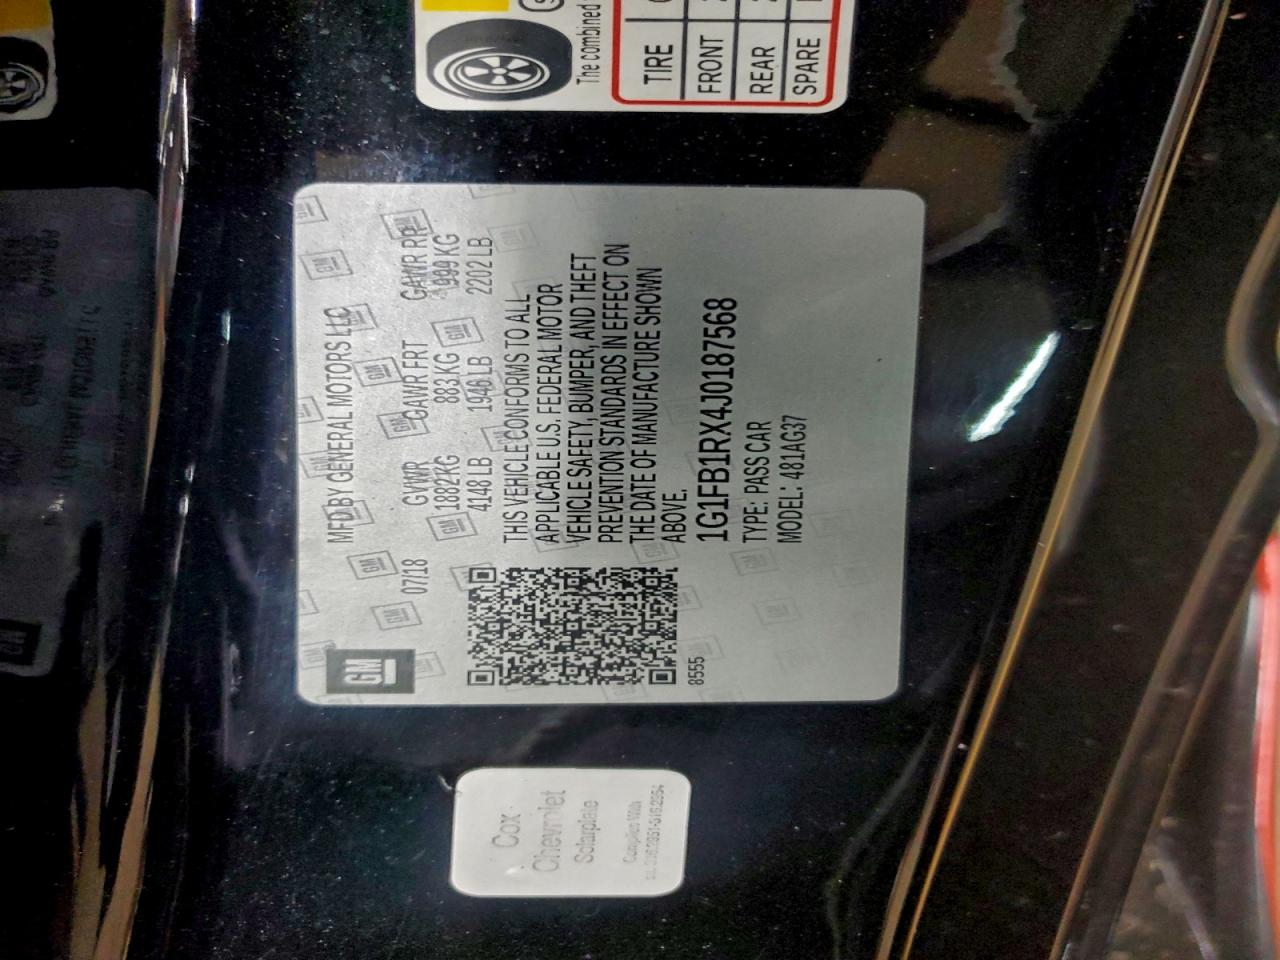 The combined
TIRE
FRONT
REAR
SPARE
GM
MFD BY GENERAL MOTORS LLC
07/18
GVWR GAWR FRT GAWR RR
1882KG 883 KG 999 KG
4148 LB 1946 LB 2202 LB
THIS VEHICLE CONFORMS TO ALL
APPLICABLE U.S. FEDERAL MOTOR
VEHICLE SAFETY, BUMPER, AND THEFT
PREVENTION STANDARDS IN EFFECT ON
THE DATE OF MANUFACTURE SHOWN
ABOVE.
8555
1G1FB1RX4J0187568
TYPE: PASS CAR
MODEL: 481AG37
Cox
Chevrolet
Solarplate
Complies With